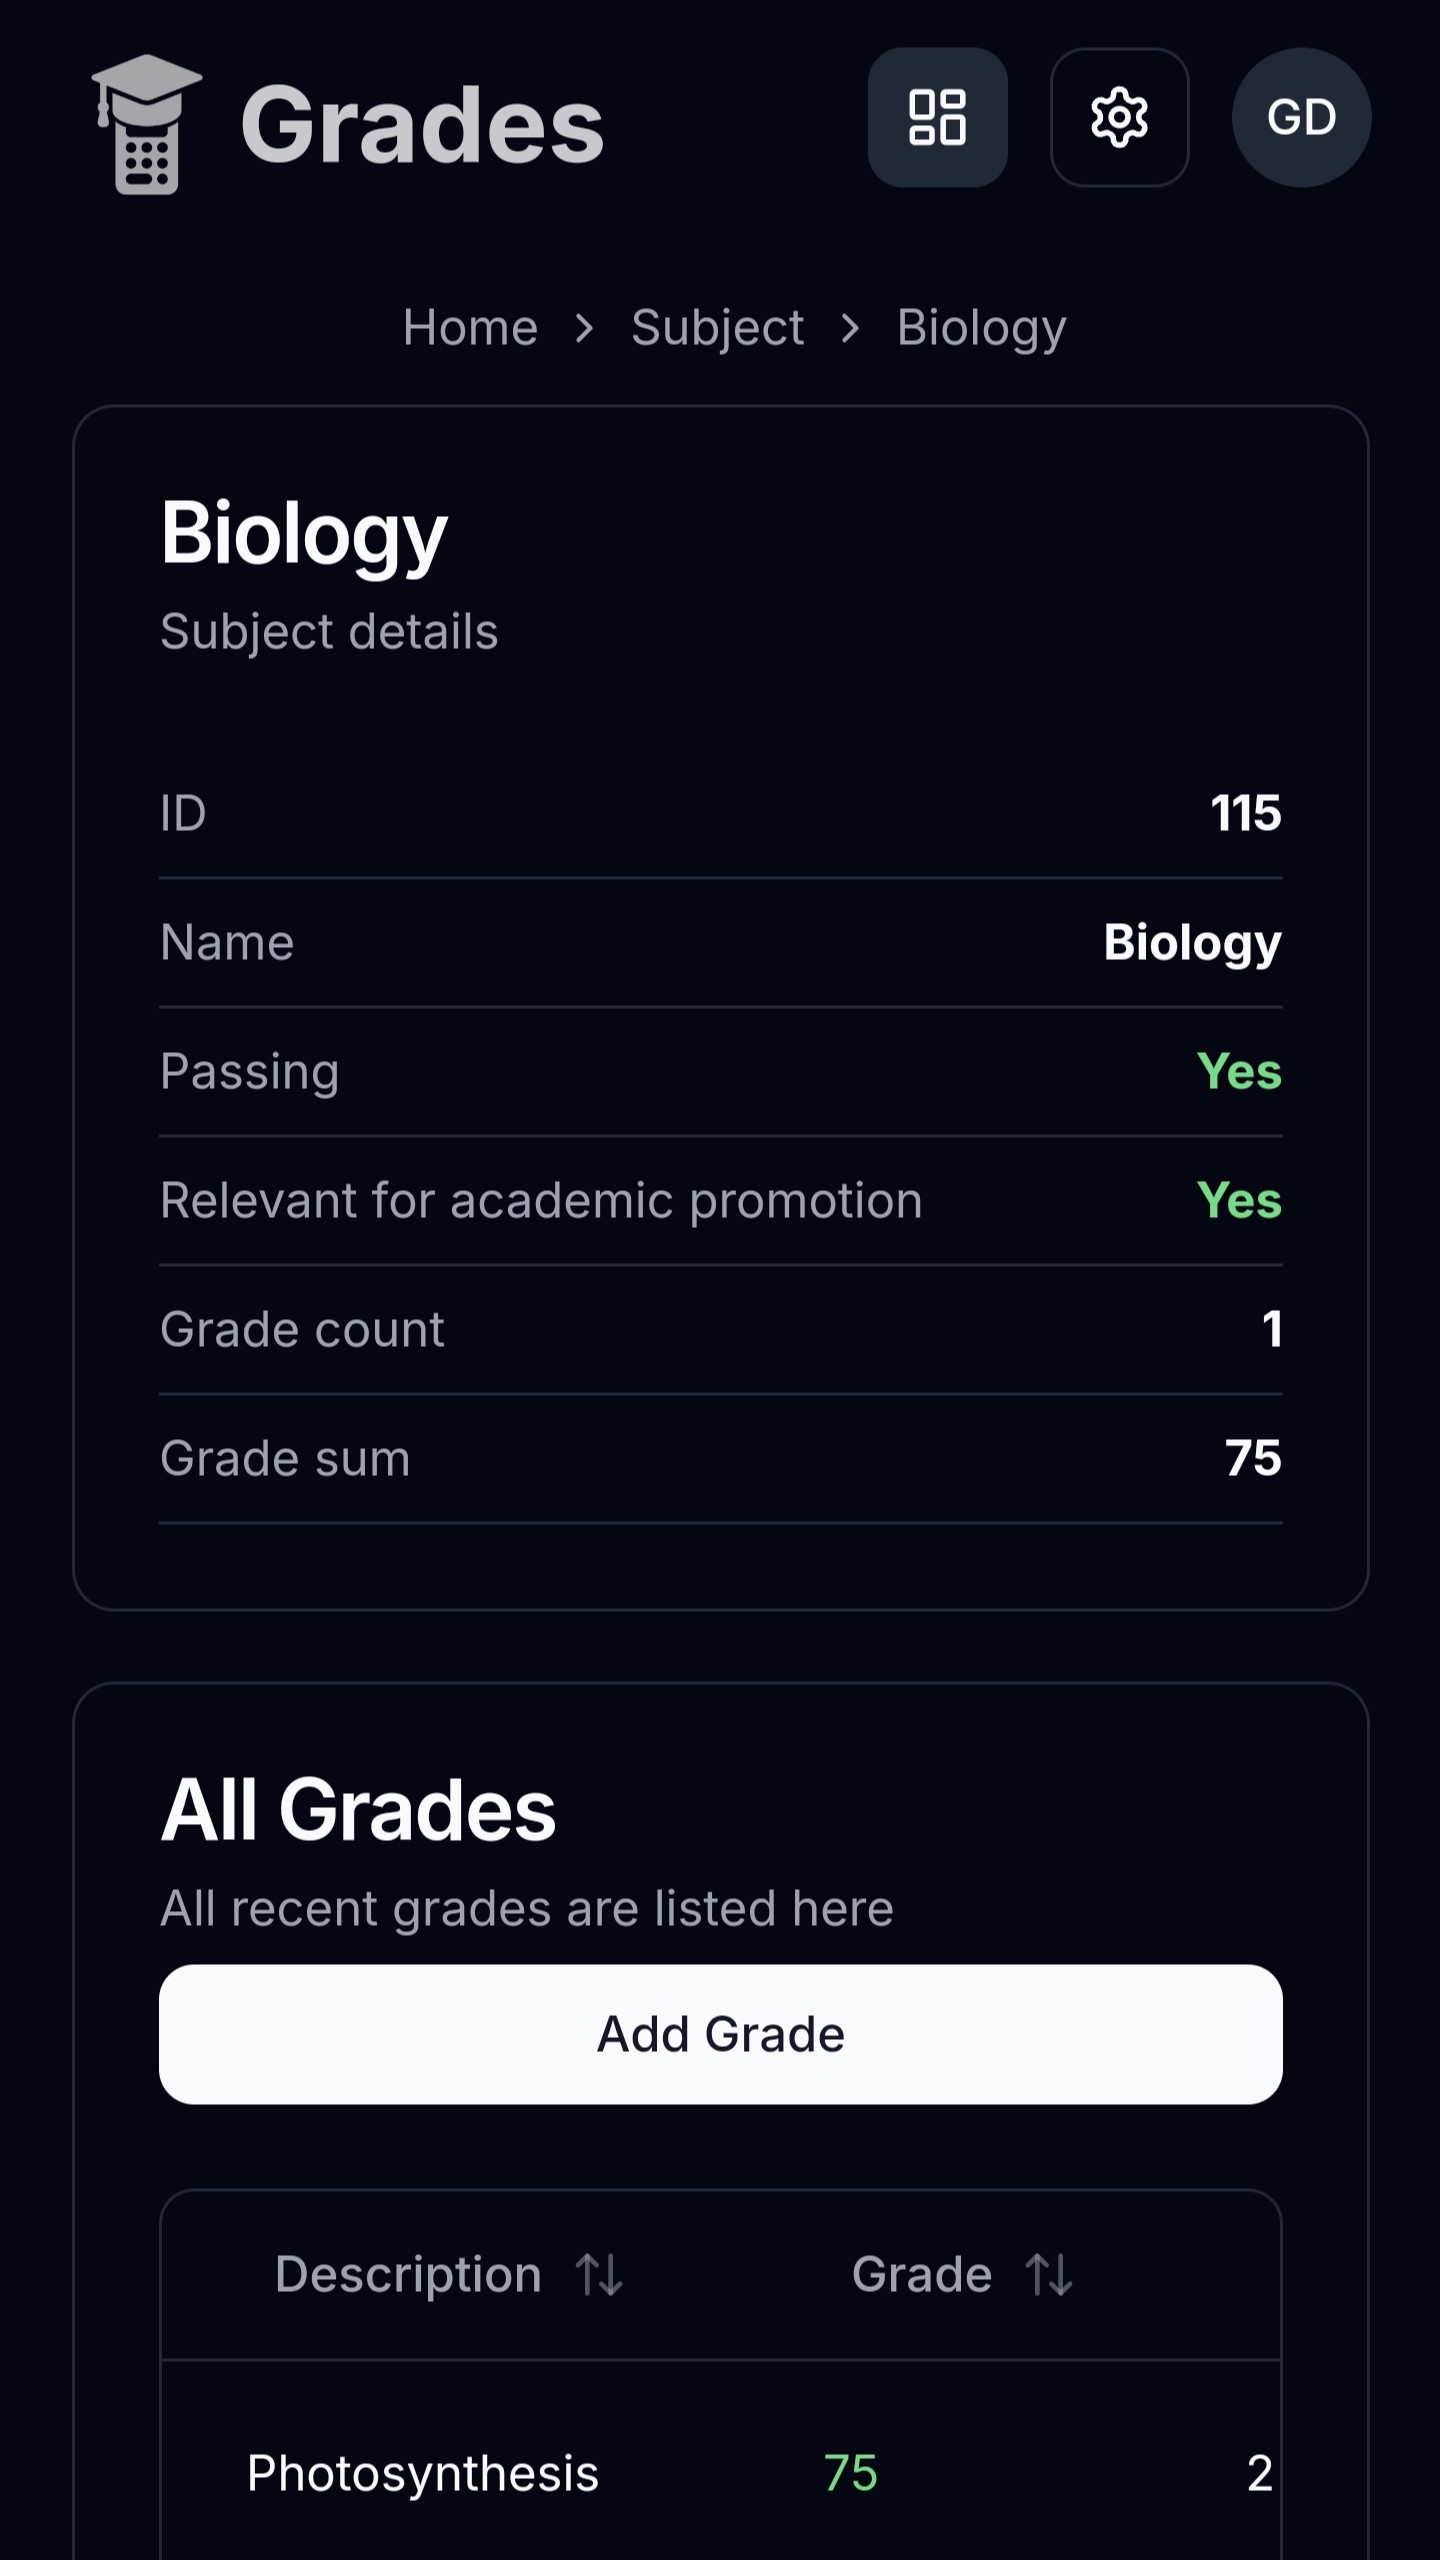 Grades
GD
Home > Subject > Biology
Biology
Subject details
ID 115
Name Biology
Passing Yes
Relevant for academic promotion Yes
Grade count 1
Grade sum 75
All Grades
All recent grades are listed here
Add Grade
Description Grade
Photosynthesis 75 2